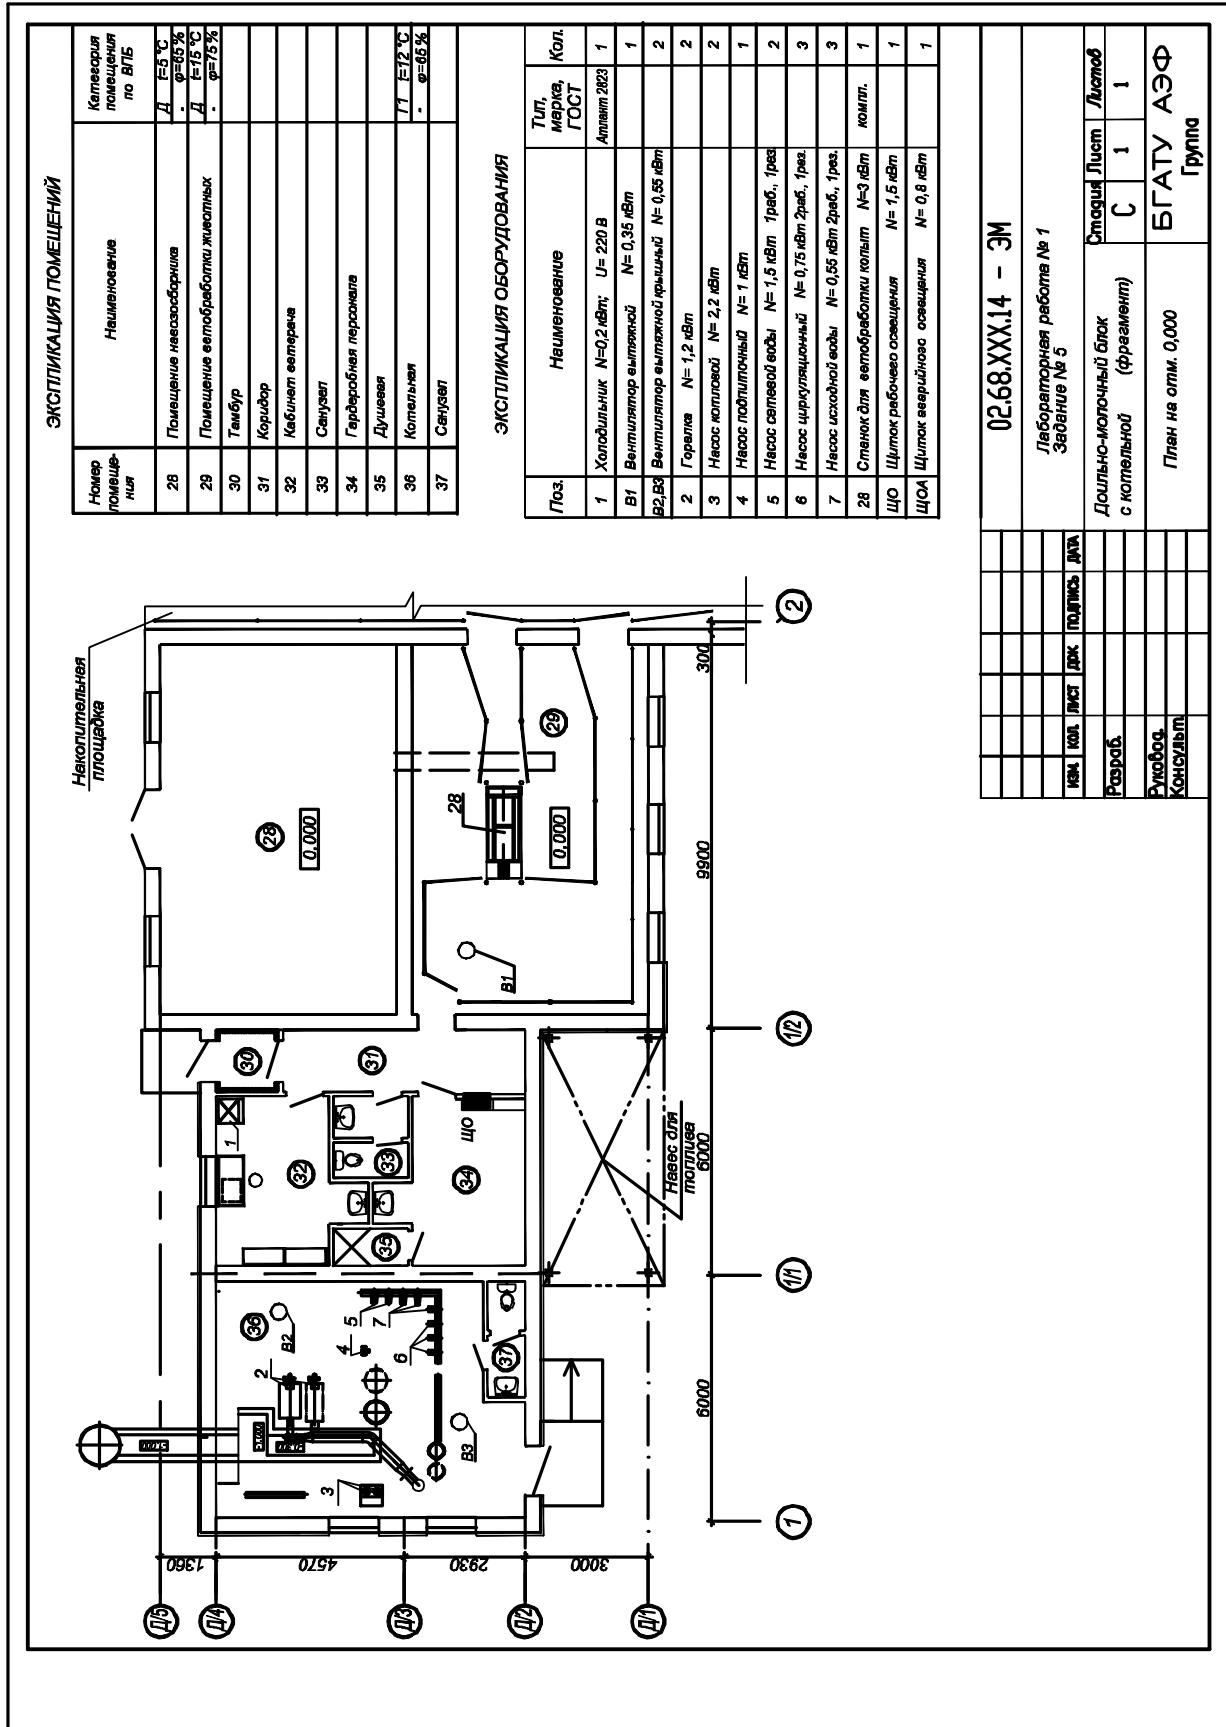 ЭКСПЛИКАЦИЯ ПОМЕЩЕНИЙ
Номер помеще- ния Наименование Категория помещения по ВПБ
28 Помещение навозосборника Д t=5 °С - φ=65 %
29 Помещение ветобработки животных Д t=15 °С - φ=75 %
30 Тамбур
31 Коридор
32 Кабинет ветврача
33 Санузел
34 Гардеробная персонала
35 Душевая
36 Котельная Г1 t=12 °С - φ=65 %
37 Санузел
ЭКСПЛИКАЦИЯ ОБОРУДОВАНИЯ
Поз. Наименование Тип, марка, ГОСТ Кол.
1 Холодильник N=0,2 кВт; U= 220 В Атлант 2823 1
В1 Вентилятор вытяжной N= 0,35 кВт 1
В2,В3 Вентилятор вытяжной крышный N= 0,55 кВт 2
2 Горелка N= 1,2 кВт 2
3 Насос котловой N= 2,2 кВт 2
4 Насос подпиточный N= 1 кВт 1
5 Насос сетевой воды N= 1,5 кВт 1раб., 1рез. 2
6 Насос циркуляционный N= 0,75 кВт 2раб., 1рез. 3
7 Насос исходной воды N= 0,55 кВт 2раб., 1рез. 3
28 Станок для ветобработки копыт N=3 кВт компл. 1
ЩО Щиток рабочего освещения N= 1,5 кВт 1
ЩОА Щиток аварийного освещения N= 0,8 кВт 1
Накопительная
площадка
28
0,000
29
28
0,000
В1
30
31
1
32
33
ЩО
34
35
Навес для
топлива
36
В2
2
4
5
7
6
37
В3
3
1360
4570
2930
3000
6000
6000
9900
300
Д/5
Д/4
Д/3
Д/2
Д/1
1
1/1
1/2
2
02.68.ХХХ.14 - ЭМ
Лабораторная работа № 1
Задание № 5
ИЗМ. КОЛ. ЛИСТ ДОК. ПОДПИСЬ ДАТА
Разраб.
Руковод.
Консульт.
Доильно-молочный блок
с котельной (фрагмент)
Стадия Лист Листов
С 1 1
План на отм. 0,000
БГАТУ АЭФ
Группа